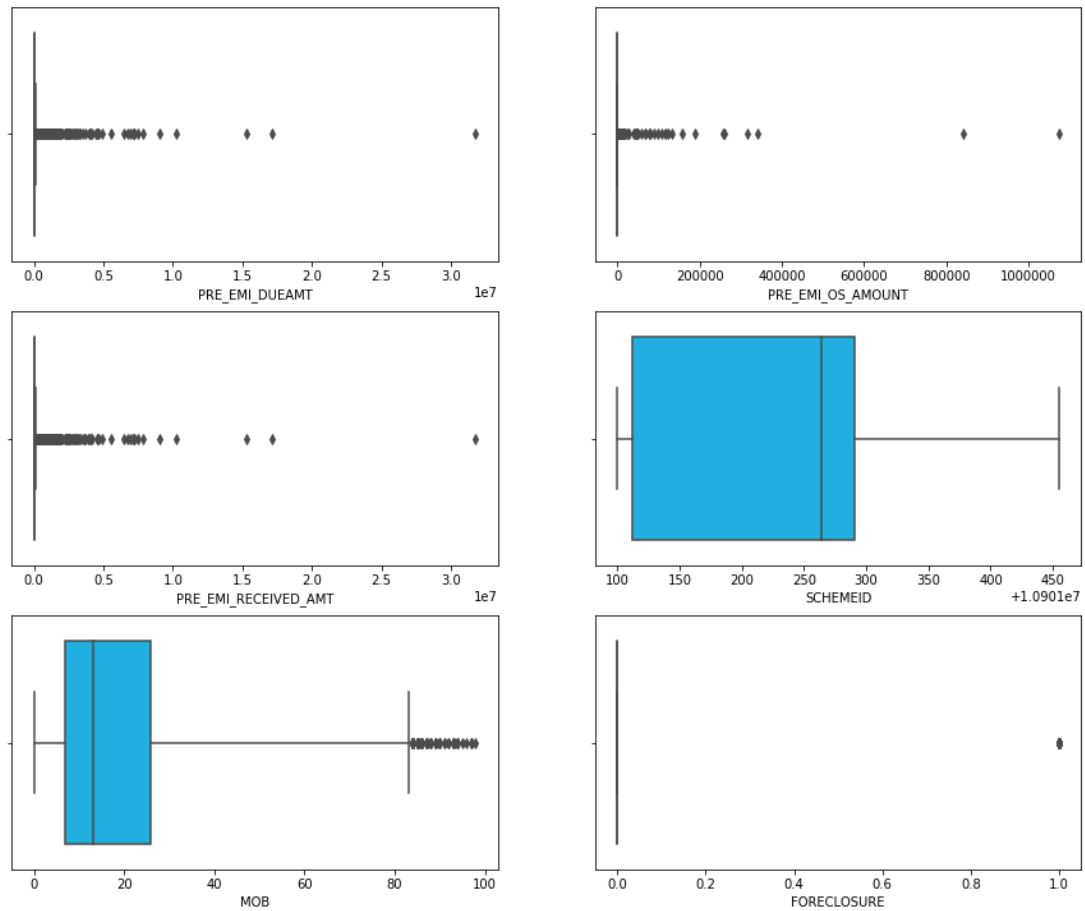 0.0 0.5 1.0 1.5 2.0 2.5 3.0
PRE_EMI_DUEAMT 1e7
0 200000 400000 600000 800000 1000000
PRE_EMI_OS_AMOUNT
0.0 0.5 1.0 1.5 2.0 2.5 3.0
PRE_EMI_RECEIVED_AMT 1e7
100 150 200 250 300 350 400 450
SCHEMEID +1.0901e7
0 20 40 60 80 100
MOB
0.0 0.2 0.4 0.6 0.8 1.0
FORECLOSURE